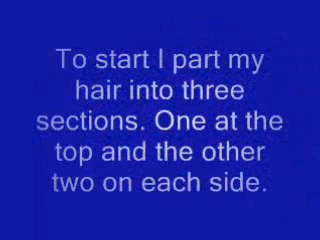 To start I part my
hair into three
sections. One at the
top and the other
two on each side.